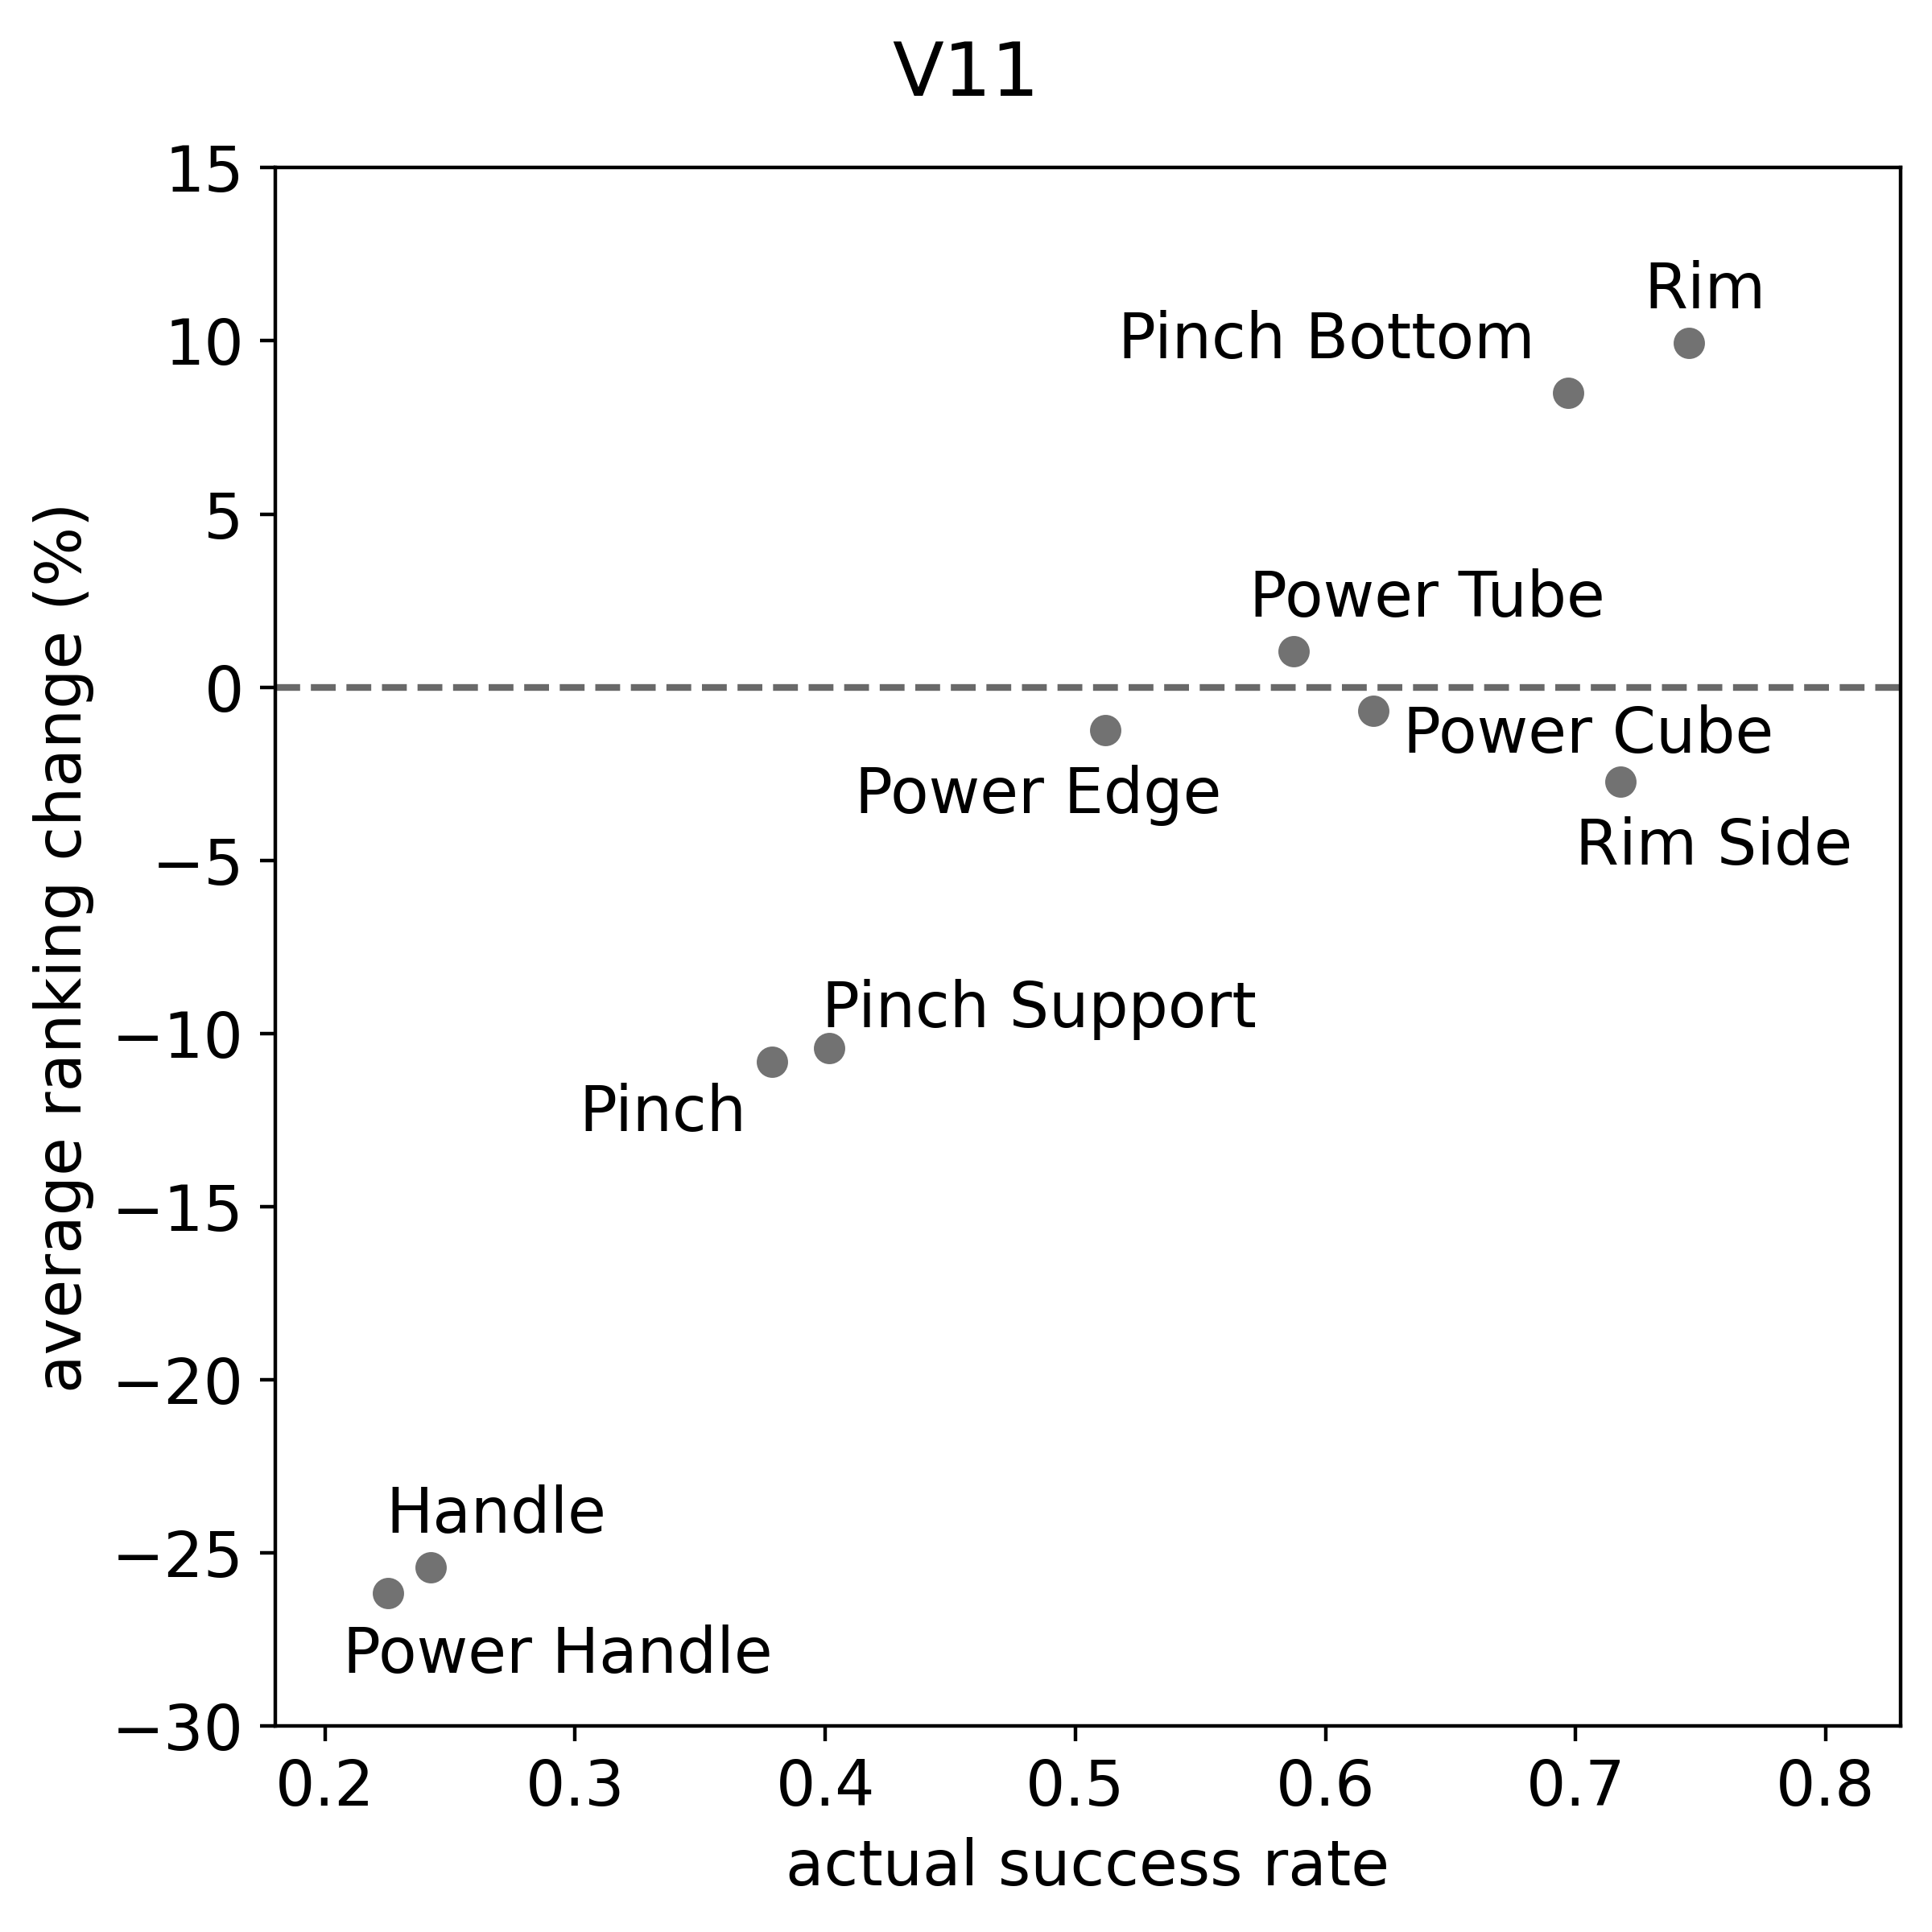 V11
15
10
5
0
−5
−10
−15
−20
−25
−30
average ranking change (%)
Rim
Pinch Bottom
Power Tube
Power Cube
Power Edge
Rim Side
Pinch Support
Pinch
Handle
Power Handle
0.2 0.3 0.4 0.5 0.6 0.7 0.8
actual success rate